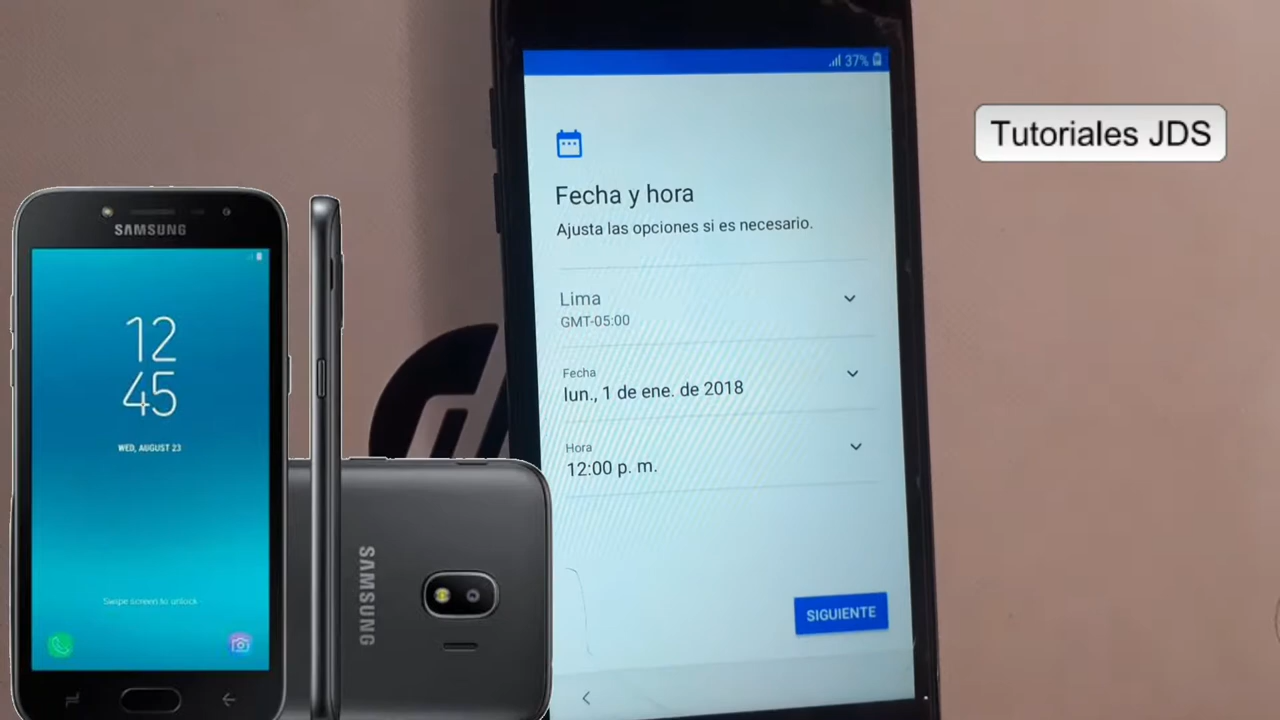 37%
Tutoriales JDS
Fecha y hora
Ajusta las opciones si es necesario.
Lima
GMT-05:00
Fecha
lun., 1 de ene. de 2018
Hora
12:00 p. m.
SIGUIENTE
SAMSUNG
12
45
WED, AUGUST 23
Swipe screen to unlock
SAMSUNG